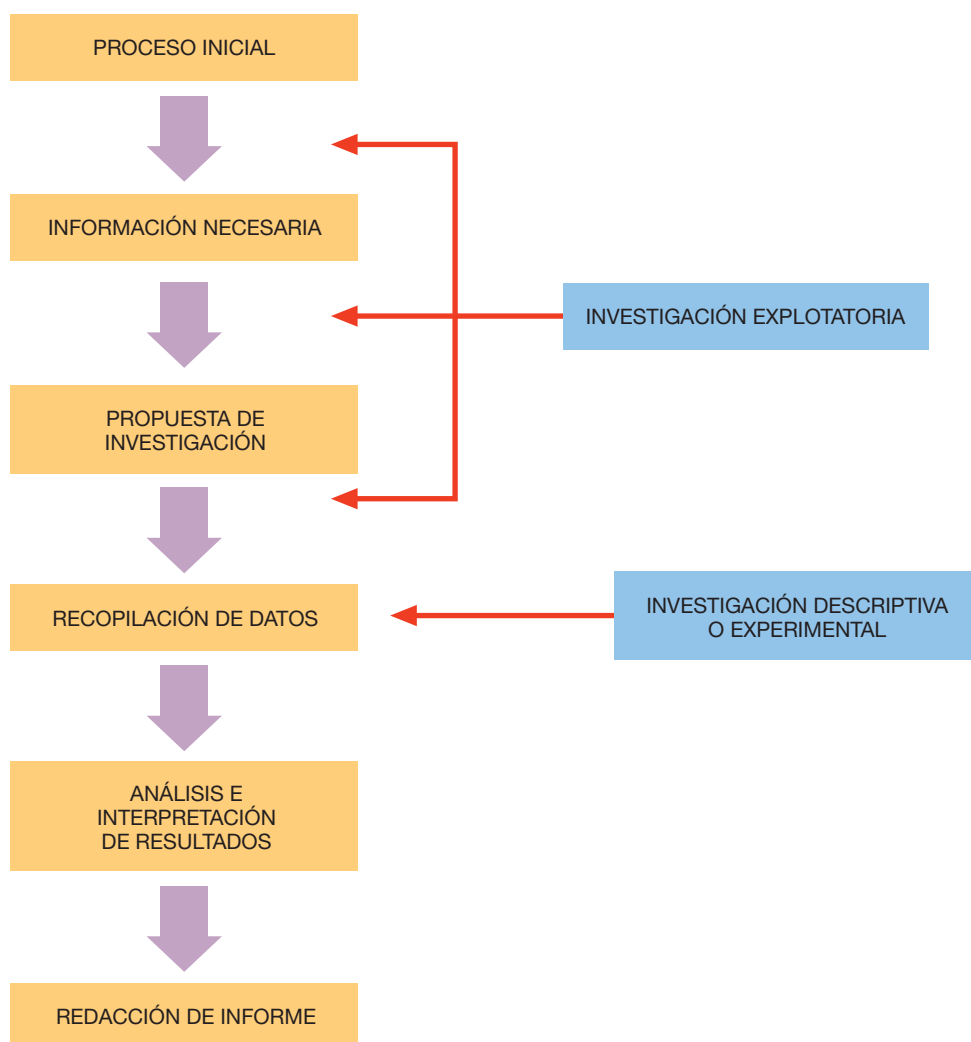 PROCESO INICIAL
INFORMACIÓN NECESARIA
INVESTIGACIÓN EXPLOTATORIA
PROPUESTA DE
INVESTIGACIÓN
RECOPILACIÓN DE DATOS
INVESTIGACIÓN DESCRIPTIVA
O EXPERIMENTAL
ANÁLISIS E
INTERPRETACIÓN
DE RESULTADOS
REDACCIÓN DE INFORME